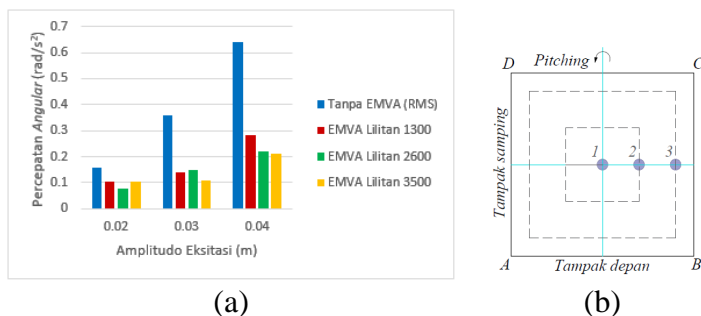 0.7
0.6
0.5
0.4
0.3
0.2
0.1
0
Percepatan Angular (rad/s²)
0.02 0.03 0.04
Amplitudo Eksitasi (m)
Tanpa EMVA (RMS)
EMVA Lilitan 1300
EMVA Lilitan 2600
EMVA Lilitan 3500
(a)
D Pitching C
Tampak samping
1 2 3
A Tampak depan B
(b)